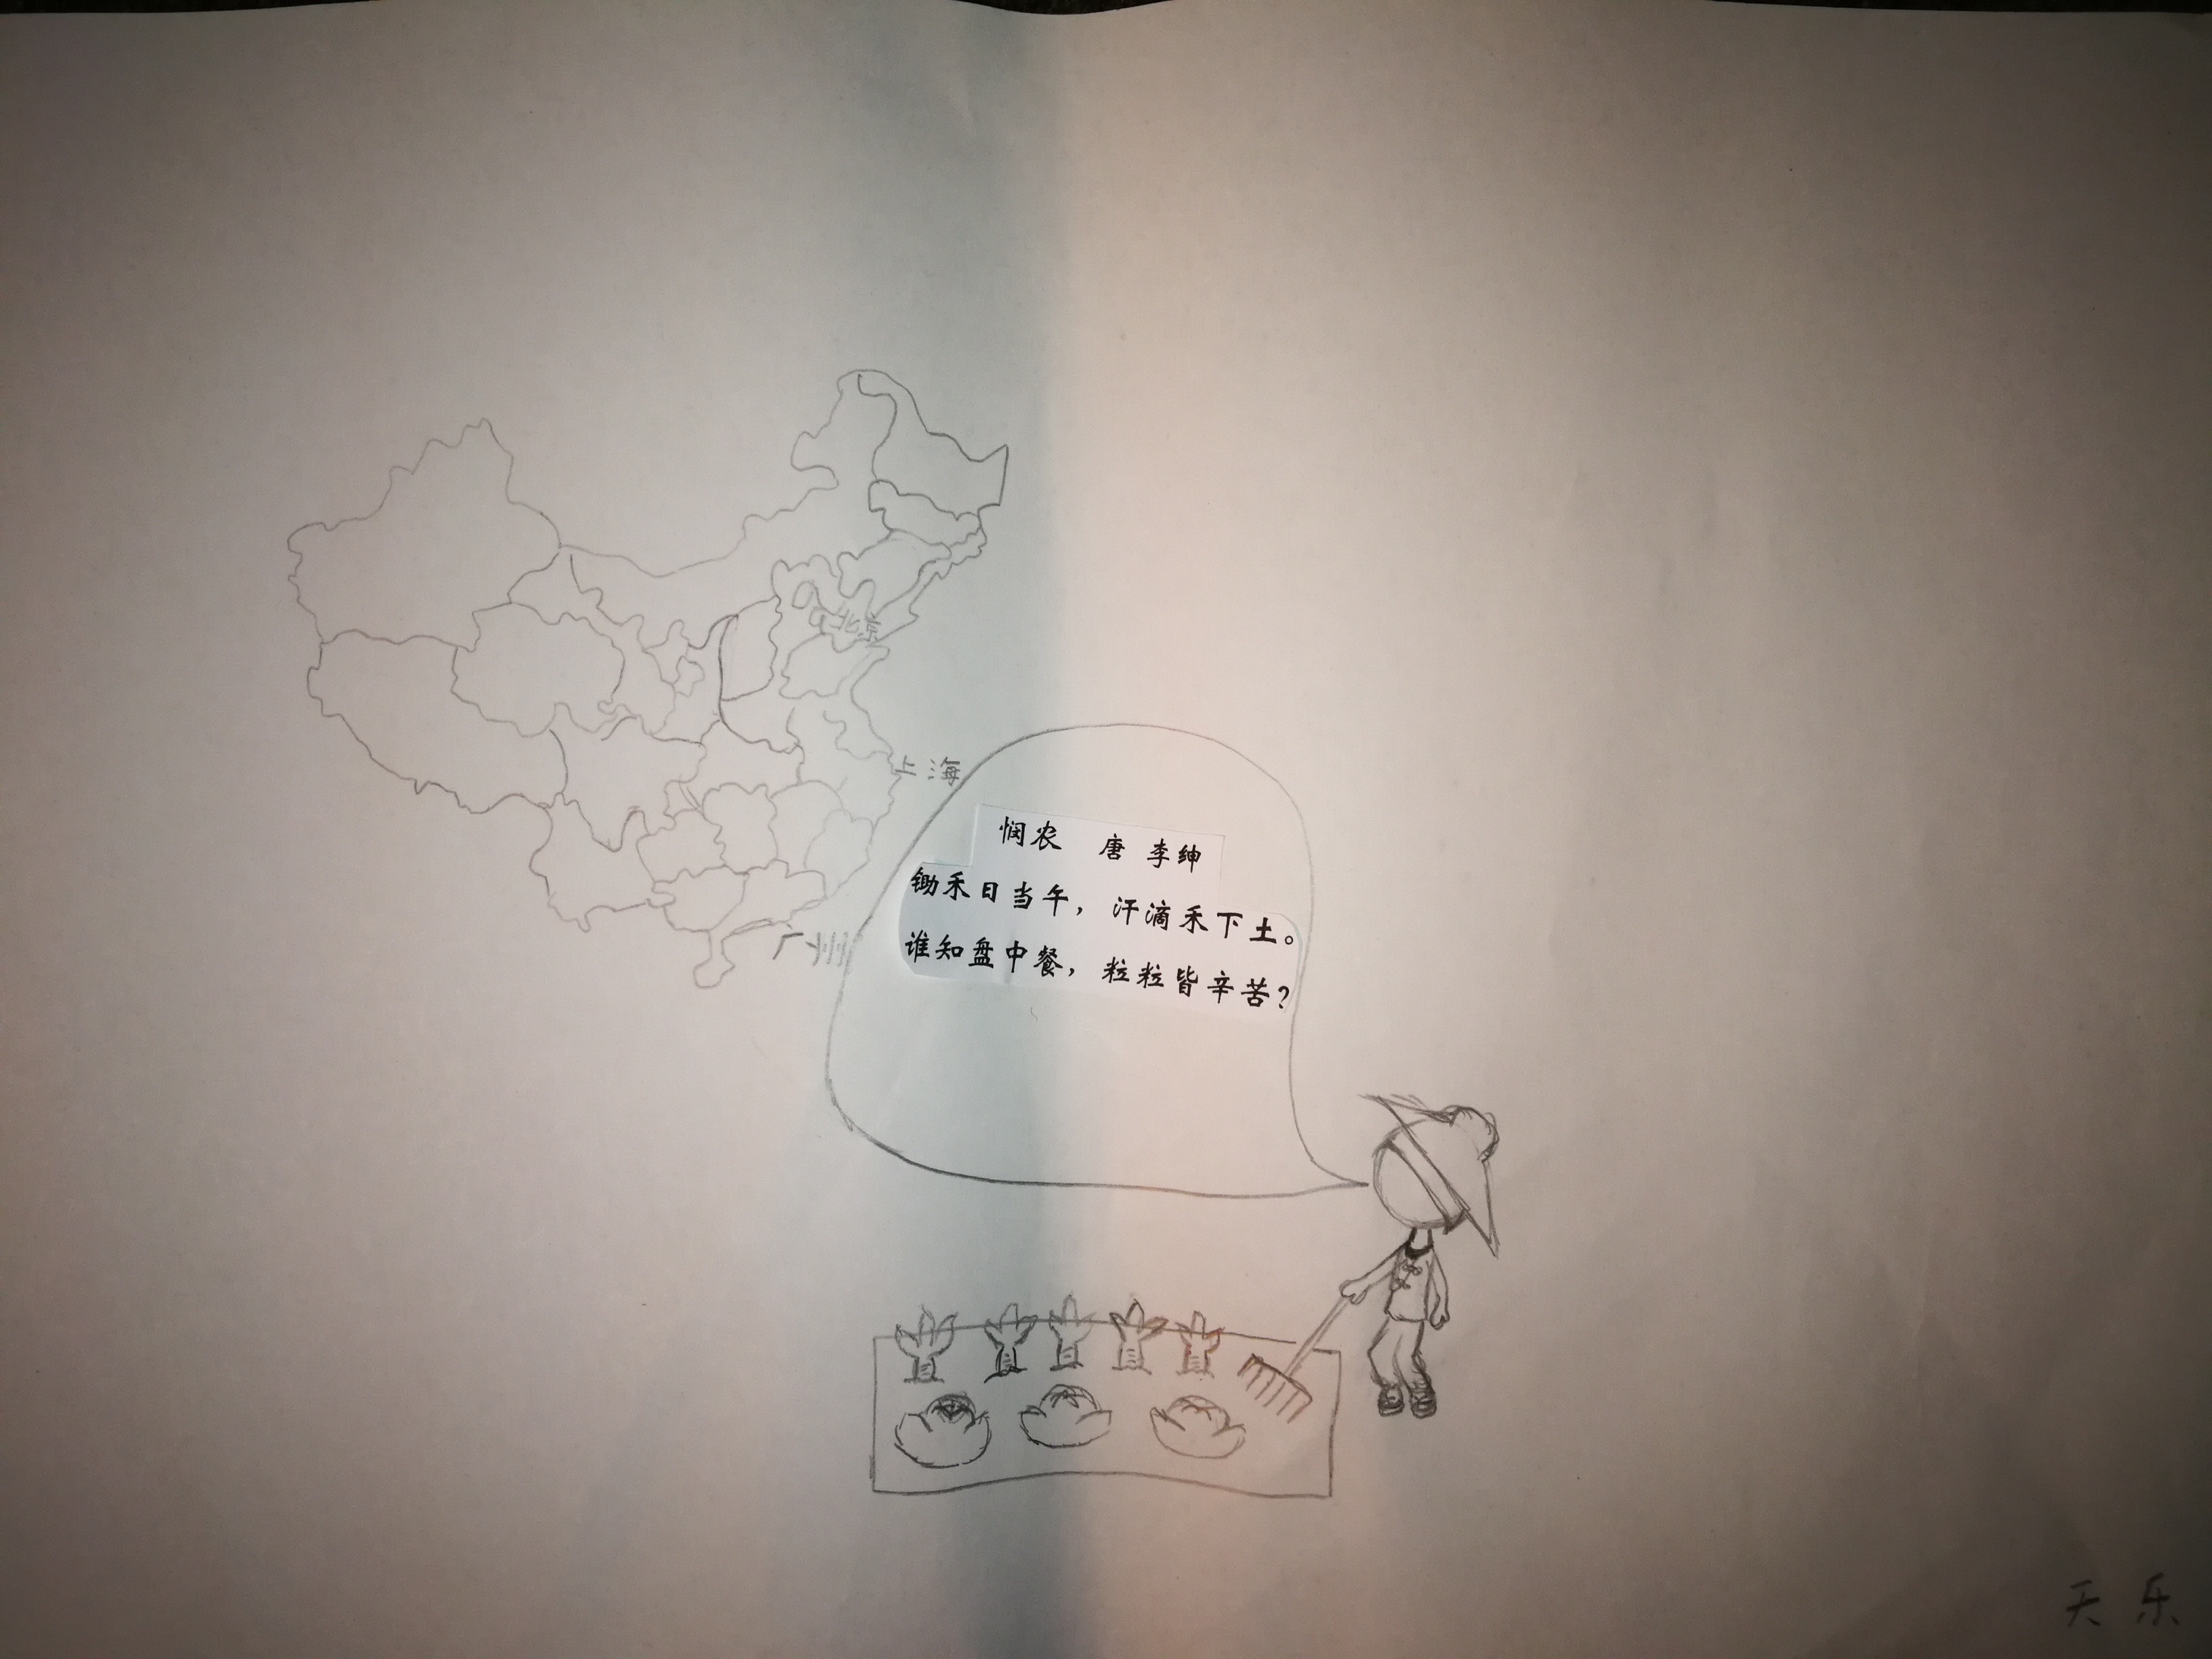 北京
上海
悯农 唐 李绅
锄禾日当午，汗滴禾下土。
谁知盘中餐，粒粒皆辛苦？
广州
天乐